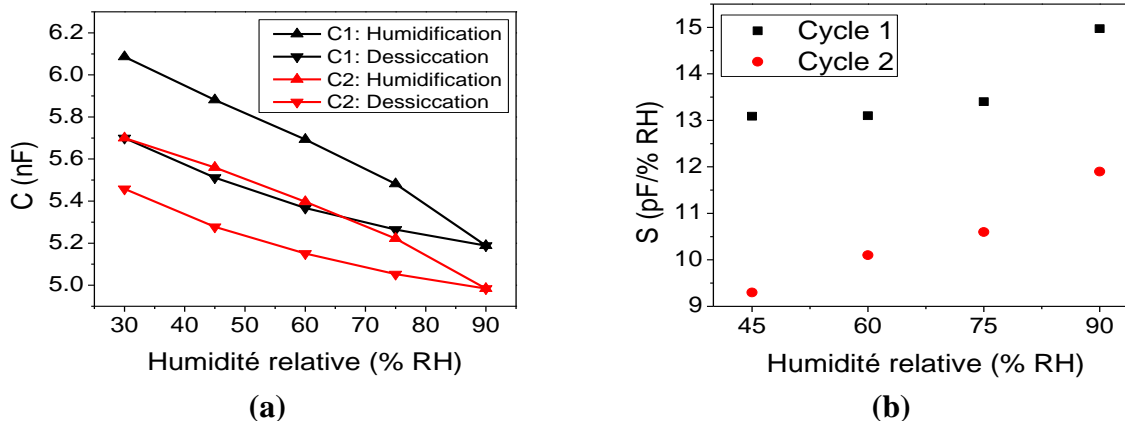 6.2
6.0
5.8
5.6
5.4
5.2
5.0
C (nF)
C1: Humidification
C1: Dessiccation
C2: Humidification
C2: Dessiccation
30 40 50 60 70 80 90
Humidité relative (% RH)
(a)
15
14
13
12
11
10
9
S (pF/% RH)
Cycle 1
Cycle 2
45 60 75 90
Humidité relative (% RH)
(b)